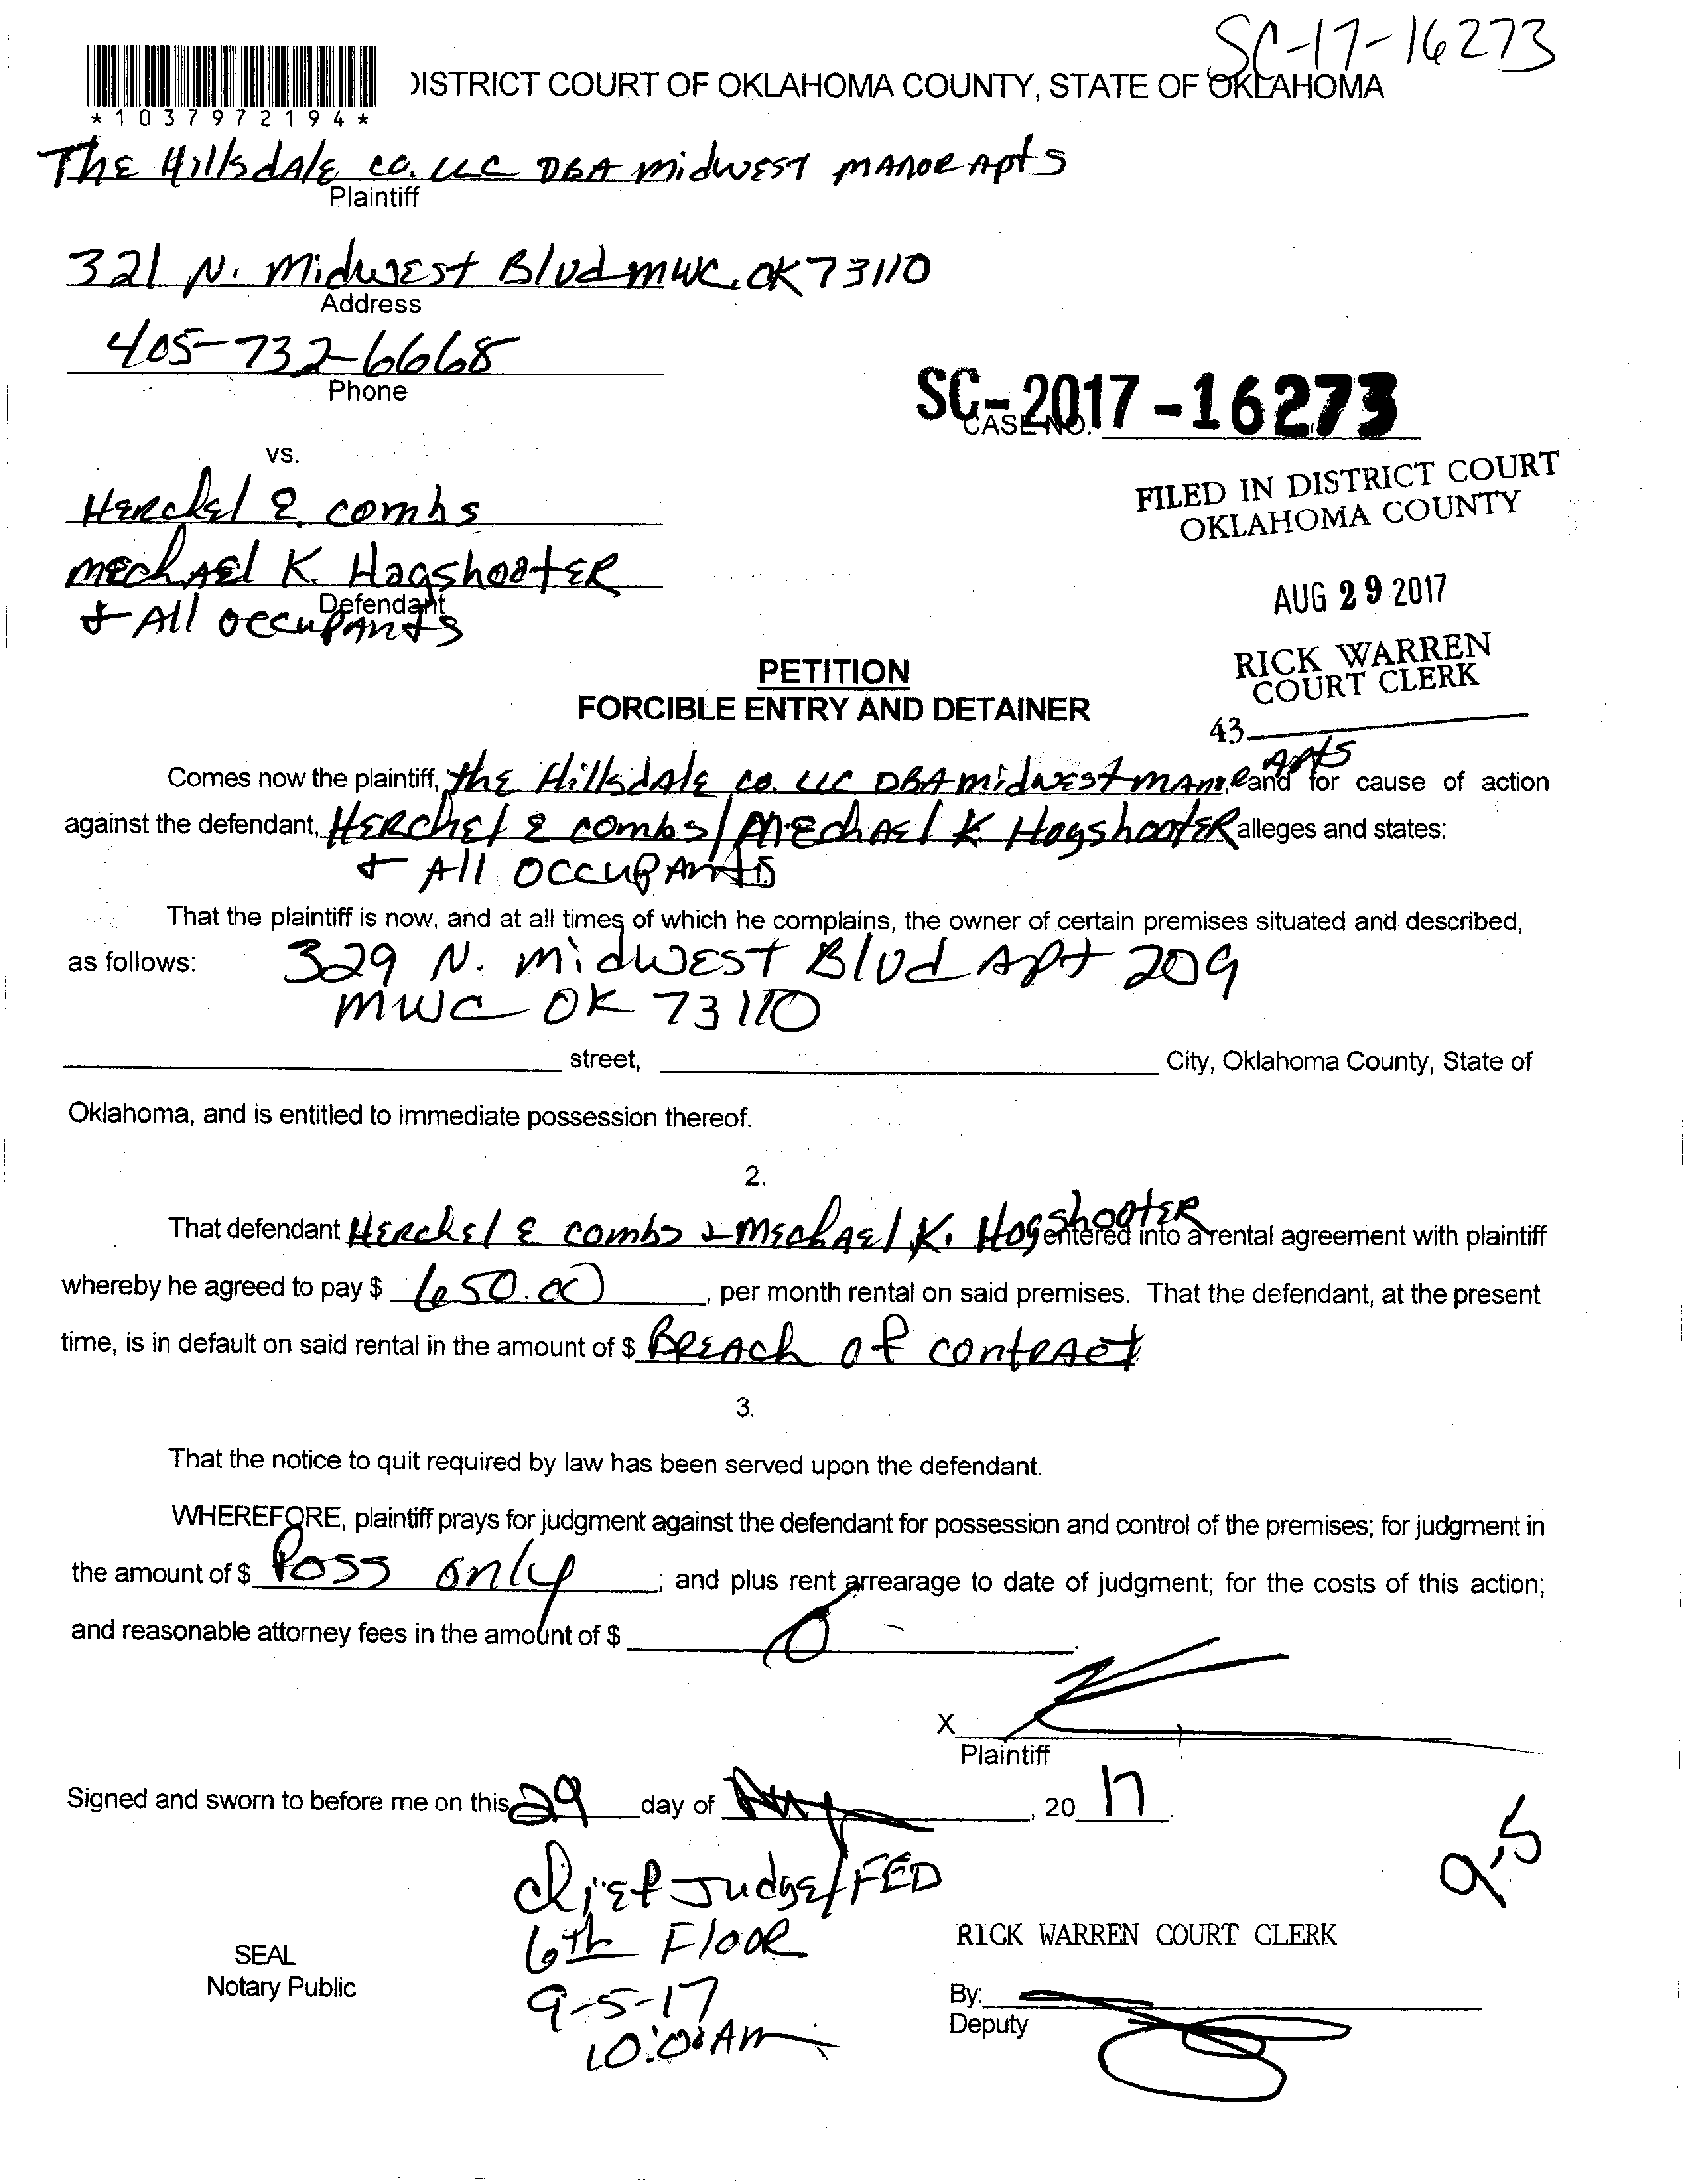 SC-17-16273
DISTRICT COURT OF OKLAHOMA COUNTY, STATE OF OKLAHOMA
*1037972194*
The Hillsdale co. LLC DBA midwest manor Apts
Plaintiff
321 N. Midwest Blvd mwc. OK 73110
Address
405-732-6668
Phone
SC-2017-16273
CASE NO.
vs.
FILED IN DISTRICT COURT
OKLAHOMA COUNTY
Herchel E combs
mechael K. Hogshooter
Defendant
+ All occupants
AUG 29 2017
RICK WARREN
COURT CLERK
43
PETITION
FORCIBLE ENTRY AND DETAINER
Comes now the plaintiff, the Hillsdale co. LLC DBA midwest manor Apts and for cause of action
against the defendant, Herchel E combs / Mechael K Hogshooter alleges and states:
+ All occupants
That the plaintiff is now, and at all times of which he complains, the owner of certain premises situated and described,
as follows: 329 N. midwest Blvd Apt 209
mwc OK 73110
street, City, Oklahoma County, State of
Oklahoma, and is entitled to immediate possession thereof.
2.
That defendant Herchel E combs & Mechael K. Hogshooter entered into a rental agreement with plaintiff
whereby he agreed to pay $ 650.00, per month rental on said premises. That the defendant, at the present
time, is in default on said rental in the amount of $ Breach of contract
3.
That the notice to quit required by law has been served upon the defendant.
WHEREFORE, plaintiff prays for judgment against the defendant for possession and control of the premises; for judgment in
the amount of $ Poss only; and plus rent arrearage to date of judgment; for the costs of this action;
and reasonable attorney fees in the amount of $ 0.
X
Plaintiff
Signed and sworn to before me on this 29 day of Aug, 20 17.
9-5
chief Judge/FED
6th Floor
9-5-17
10:00 Am
SEAL
Notary Public
RICK WARREN COURT CLERK
By:
Deputy